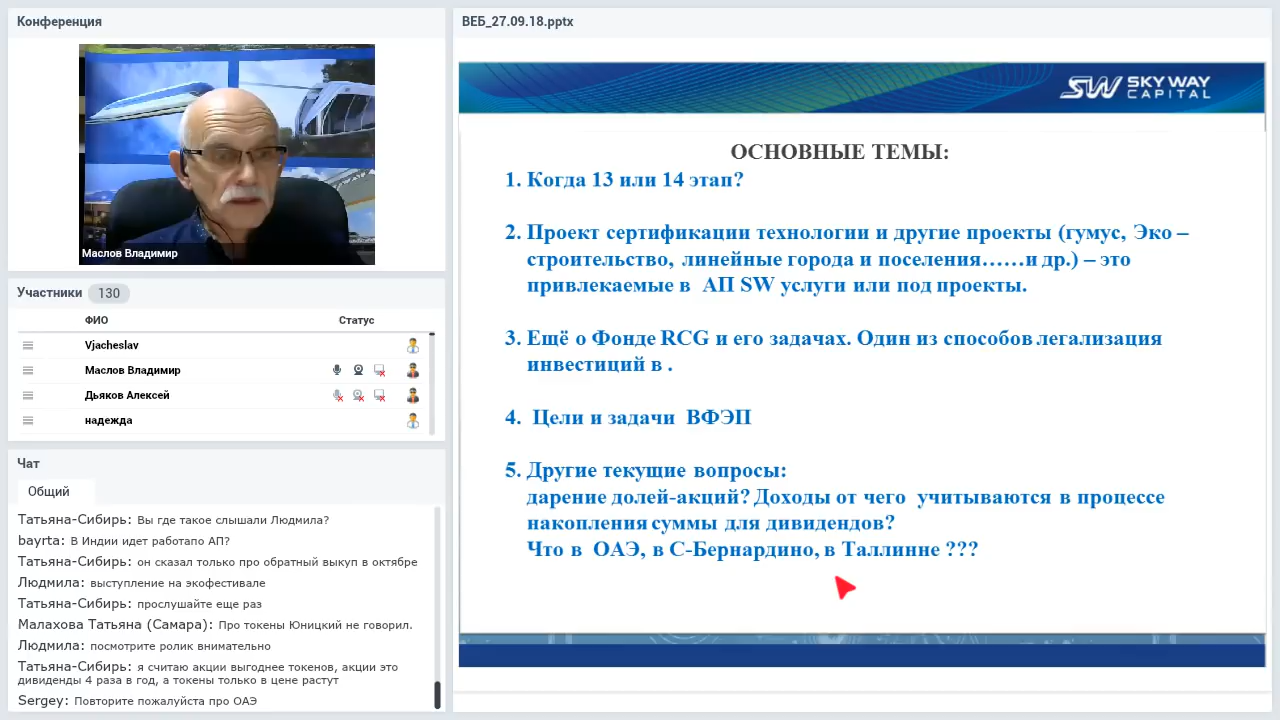 Конференция
Маслов Владимир
Участники 130
ФИО Статус
Vjacheslav
Маслов Владимир
Дьяков Алексей
надежда
Чат
Общий
Татьяна-Сибирь: Вы где такое слышали Людмила?
bayrta: В Индии идет работапо АП?
Татьяна-Сибирь: он сказал только про обратный выкуп в октябре
Людмила: выступление на экофестивале
Татьяна-Сибирь: прослушайте еще раз
Малахова Татьяна (Самара): Про токены Юницкий не говорил.
Людмила: посмотрите ролик внимательно
Татьяна-Сибирь: я считаю акции выгоднее токенов, акции это
дивиденды 4 раза в год, а токены только в цене растут
Sergey: Повторите пожалуйста про ОАЭ
ВЕБ_27.09.18.pptx
SW SKY WAY
CAPITAL
ОСНОВНЫЕ ТЕМЫ:
1. Когда 13 или 14 этап?
2. Проект сертификации технологии и другие проекты (гумус, Эко –
строительство, линейные города и поселения……и др.) – это
привлекаемые в АП SW услуги или под проекты.
3. Ещё о Фонде RCG и его задачах. Один из способов легализация
инвестиций в .
4. Цели и задачи ВФЭП
5. Другие текущие вопросы:
дарение долей-акций? Доходы от чего учитываются в процессе
накопления суммы для дивидендов?
Что в ОАЭ, в С-Бернардино, в Таллинне ???